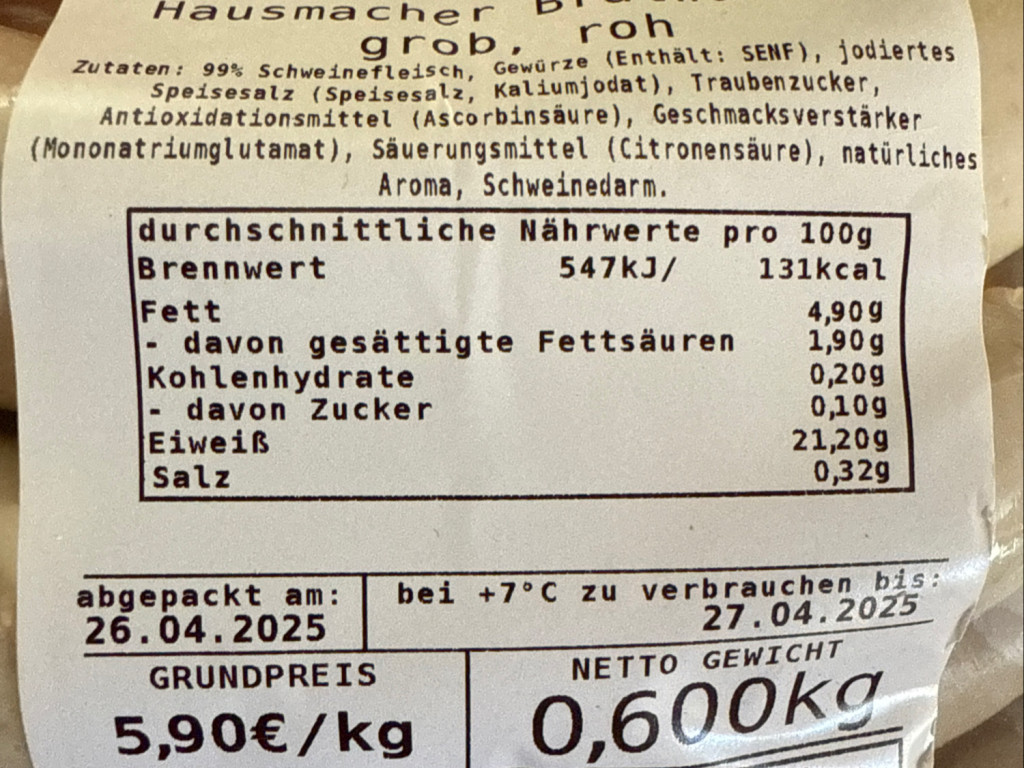 Hausmacher
grob, roh
Zutaten: 99% Schweinefleisch, Gewürze (Enthält: SENF), jodiertes
Speisesalz (Speisesalz, Kaliumjodat), Traubenzucker,
Antioxidationsmittel (Ascorbinsäure), Geschmacksverstärker
(Mononatriumglutamat), Säuerungsmittel (Citronensäure), natürliches
Aroma, Schweinedarm.
durchschnittliche Nährwerte pro 100g
Brennwert 547kJ/ 131kcal
Fett 4,90g
- davon gesättigte Fettsäuren 1,90g
Kohlenhydrate 0,20g
- davon Zucker 0,10g
Eiweiß 21,20g
Salz 0,32g
abgepackt am: bei +7°C zu verbrauchen bis:
26.04.2025 27.04.2025
GRUNDPREIS NETTO GEWICHT
5,90€/kg 0,600kg